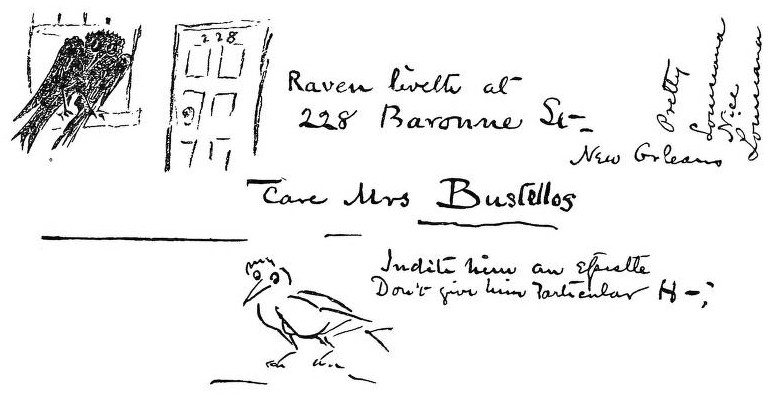 228
Raven liveth at
228 Baronne St—
New Orleans
Care Mrs Bustellos
Indite him an epistle
Don't give him Particular H—;
Pretty
Louisiana
Nice
Louisiana